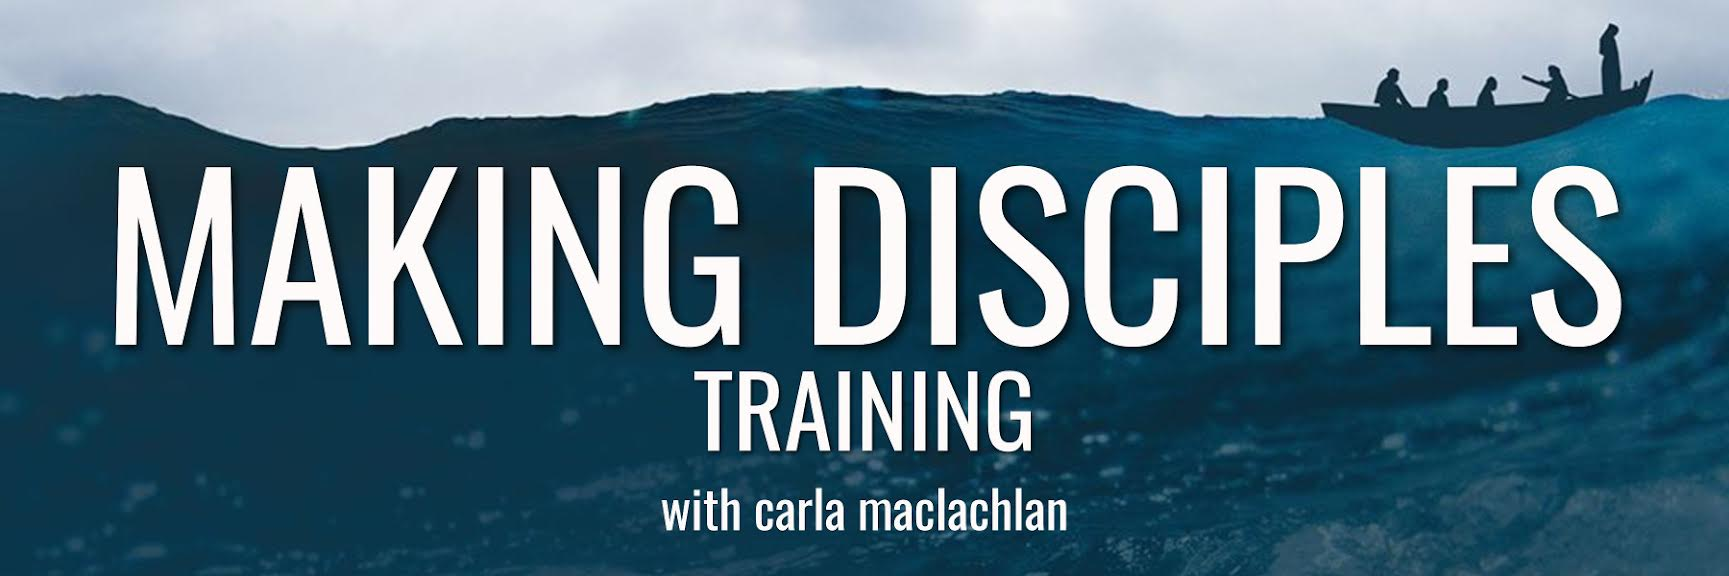 MAKING DISCIPLES
TRAINING
with carla maclachlan